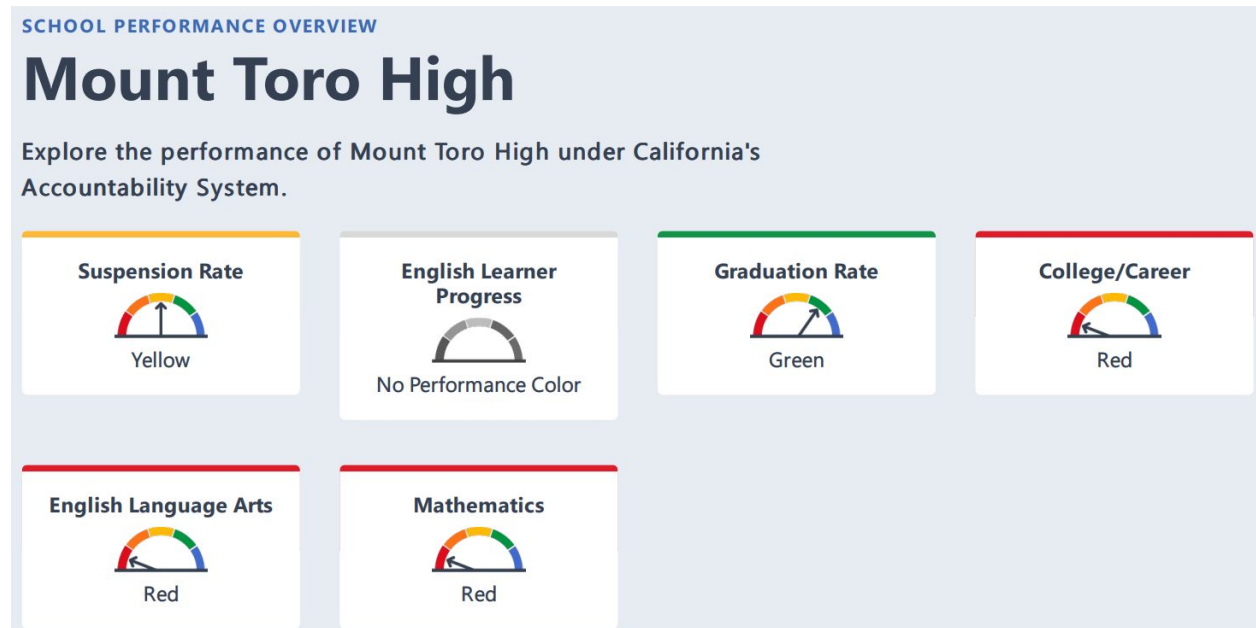 SCHOOL PERFORMANCE OVERVIEW
Mount Toro High
Explore the performance of Mount Toro High under California's
Accountability System.
Suspension Rate
Yellow
English Learner
Progress
No Performance Color
Graduation Rate
Green
College/Career
Red
English Language Arts
Red
Mathematics
Red